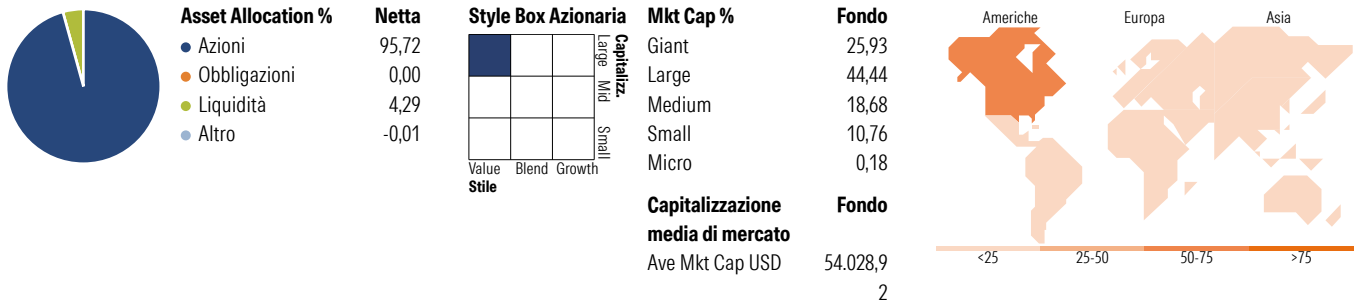 Asset Allocation % Netta
Azioni 95,72
Obbligazioni 0,00
Liquidità 4,29
Altro -0,01
Style Box Azionaria
Large
Mid
Small
Capitalizz.
Value Blend Growth
Stile
Mkt Cap % Fondo
Giant 25,93
Large 44,44
Medium 18,68
Small 10,76
Micro 0,18
Capitalizzazione Fondo
media di mercato
Ave Mkt Cap USD 54.028,9
2
Americhe Europa Asia
<25 25-50 50-75 >75